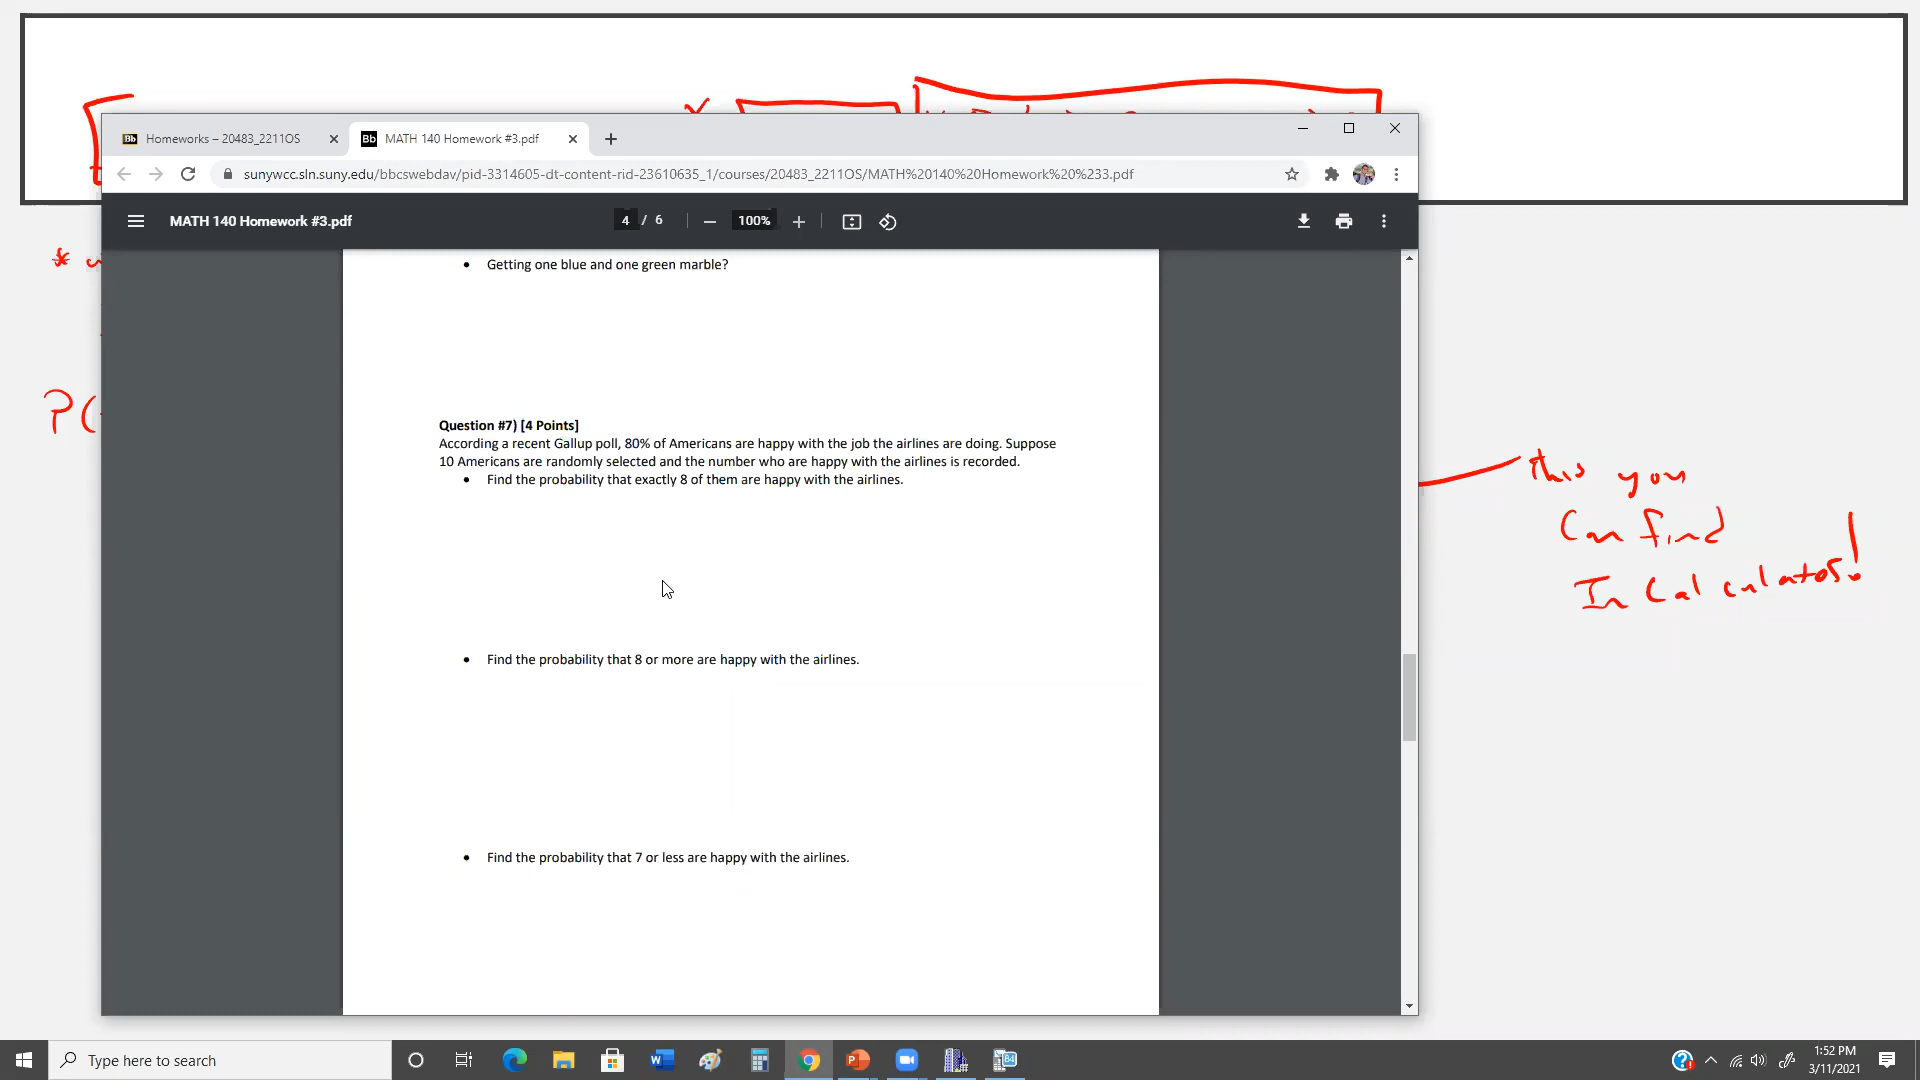 Homeworks – 20483_2211OS
MATH 140 Homework #3.pdf
sunywcc.sln.suny.edu/bbcswebdav/pid-3314605-dt-content-rid-23610635_1/courses/20483_2211OS/MATH%20140%20Homework%20%233.pdf
MATH 140 Homework #3.pdf
4 / 6
100%
• Getting one blue and one green marble?
Question #7) [4 Points]
According a recent Gallup poll, 80% of Americans are happy with the job the airlines are doing. Suppose
10 Americans are randomly selected and the number who are happy with the airlines is recorded.
• Find the probability that exactly 8 of them are happy with the airlines.
• Find the probability that 8 or more are happy with the airlines.
• Find the probability that 7 or less are happy with the airlines.
P(
this you
Can find
In Calculator!
Type here to search
1:52 PM
3/11/2021